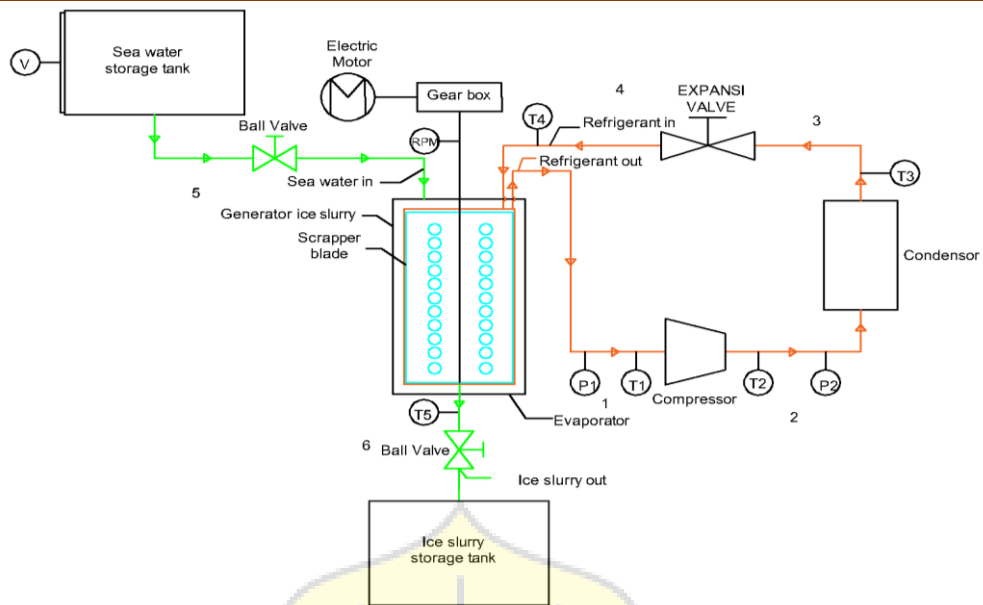 Sea water
storage tank
V
Electric
Motor
Gear box
Ball Valve
RPM
5
Sea water in
Generator ice slurry
Scrapper
blade
T4
4
Refrigerant in
Refrigerant out
EXPANSI
VALVE
3
T3
Condensor
P1
T1
1
Compressor
T2
P2
2
Evaporator
T5
6
Ball Valve
Ice slurry out
Ice slurry
storage tank